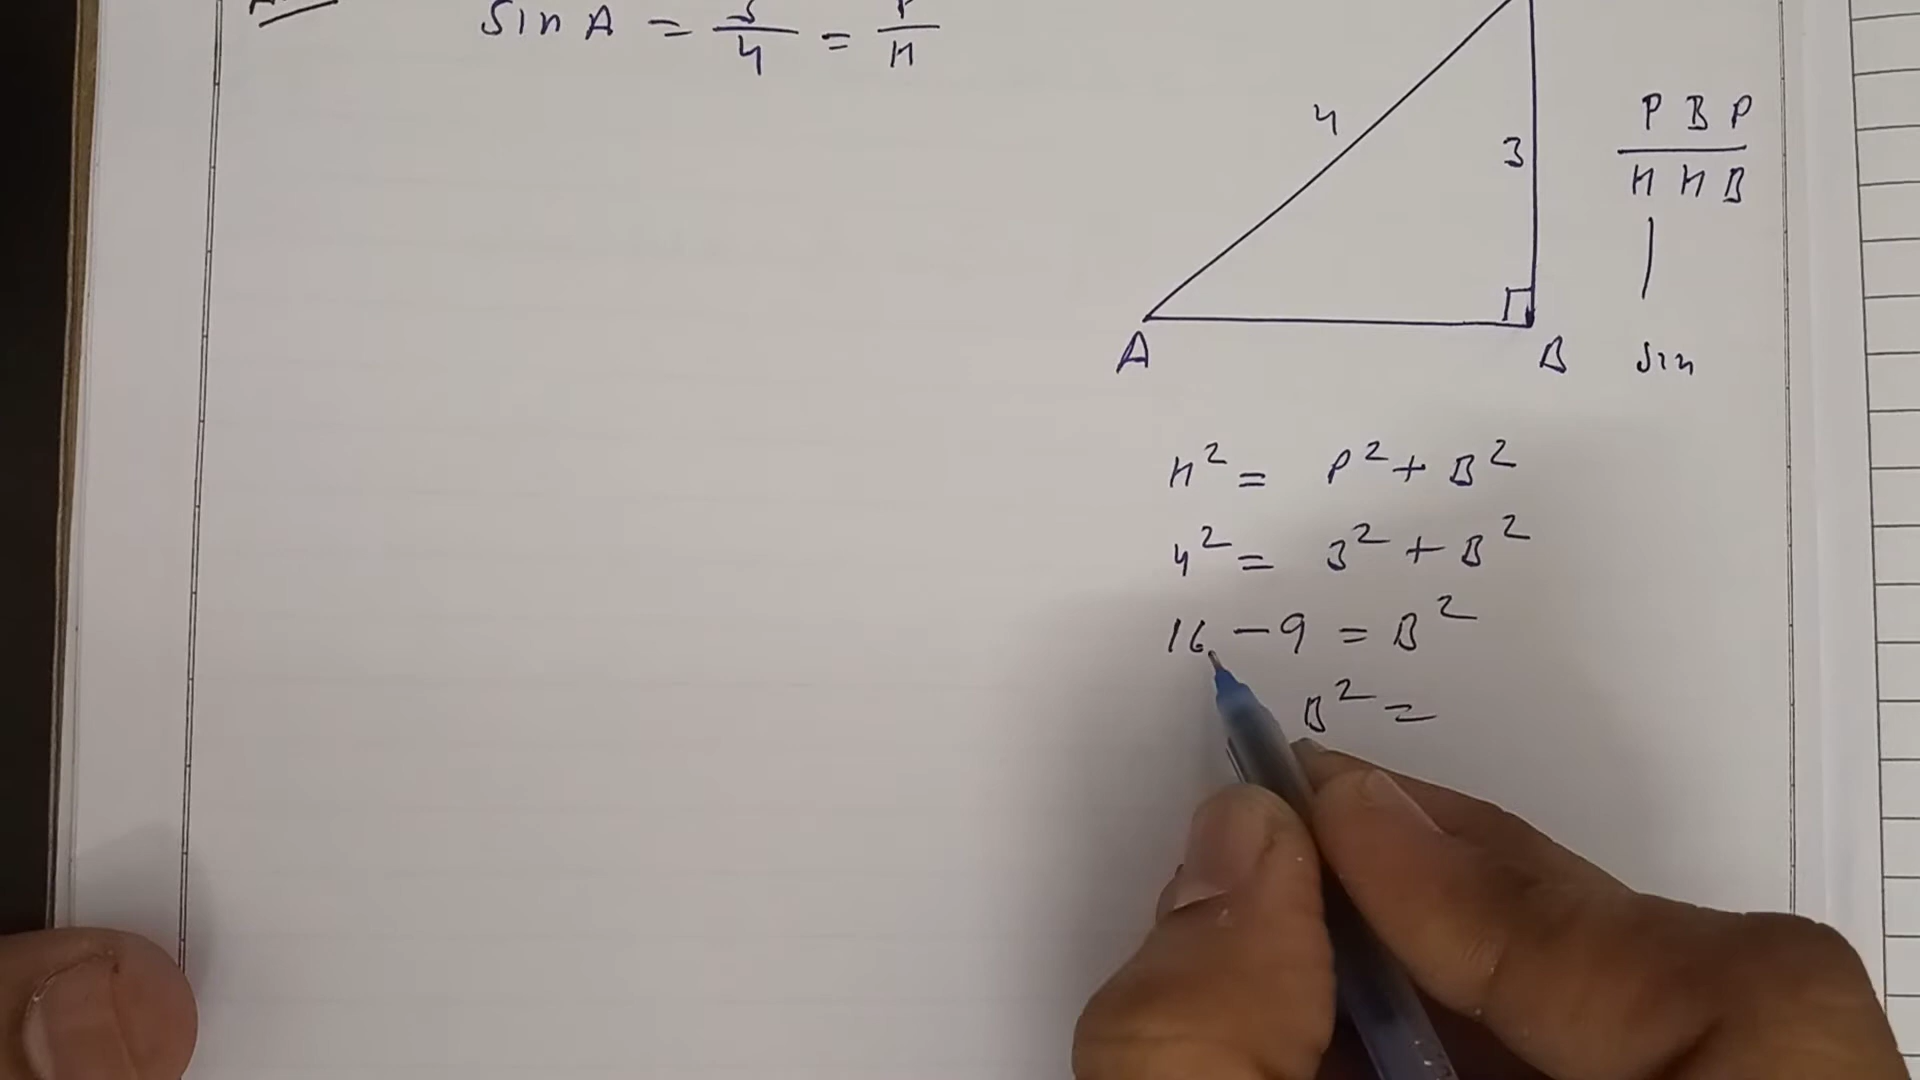 Sin A = 3/4 = P/H
4
3
P B P
H H B
A
B
sin
H² = P² + B²
4² = 3² + B²
16 - 9 = B²
B² =